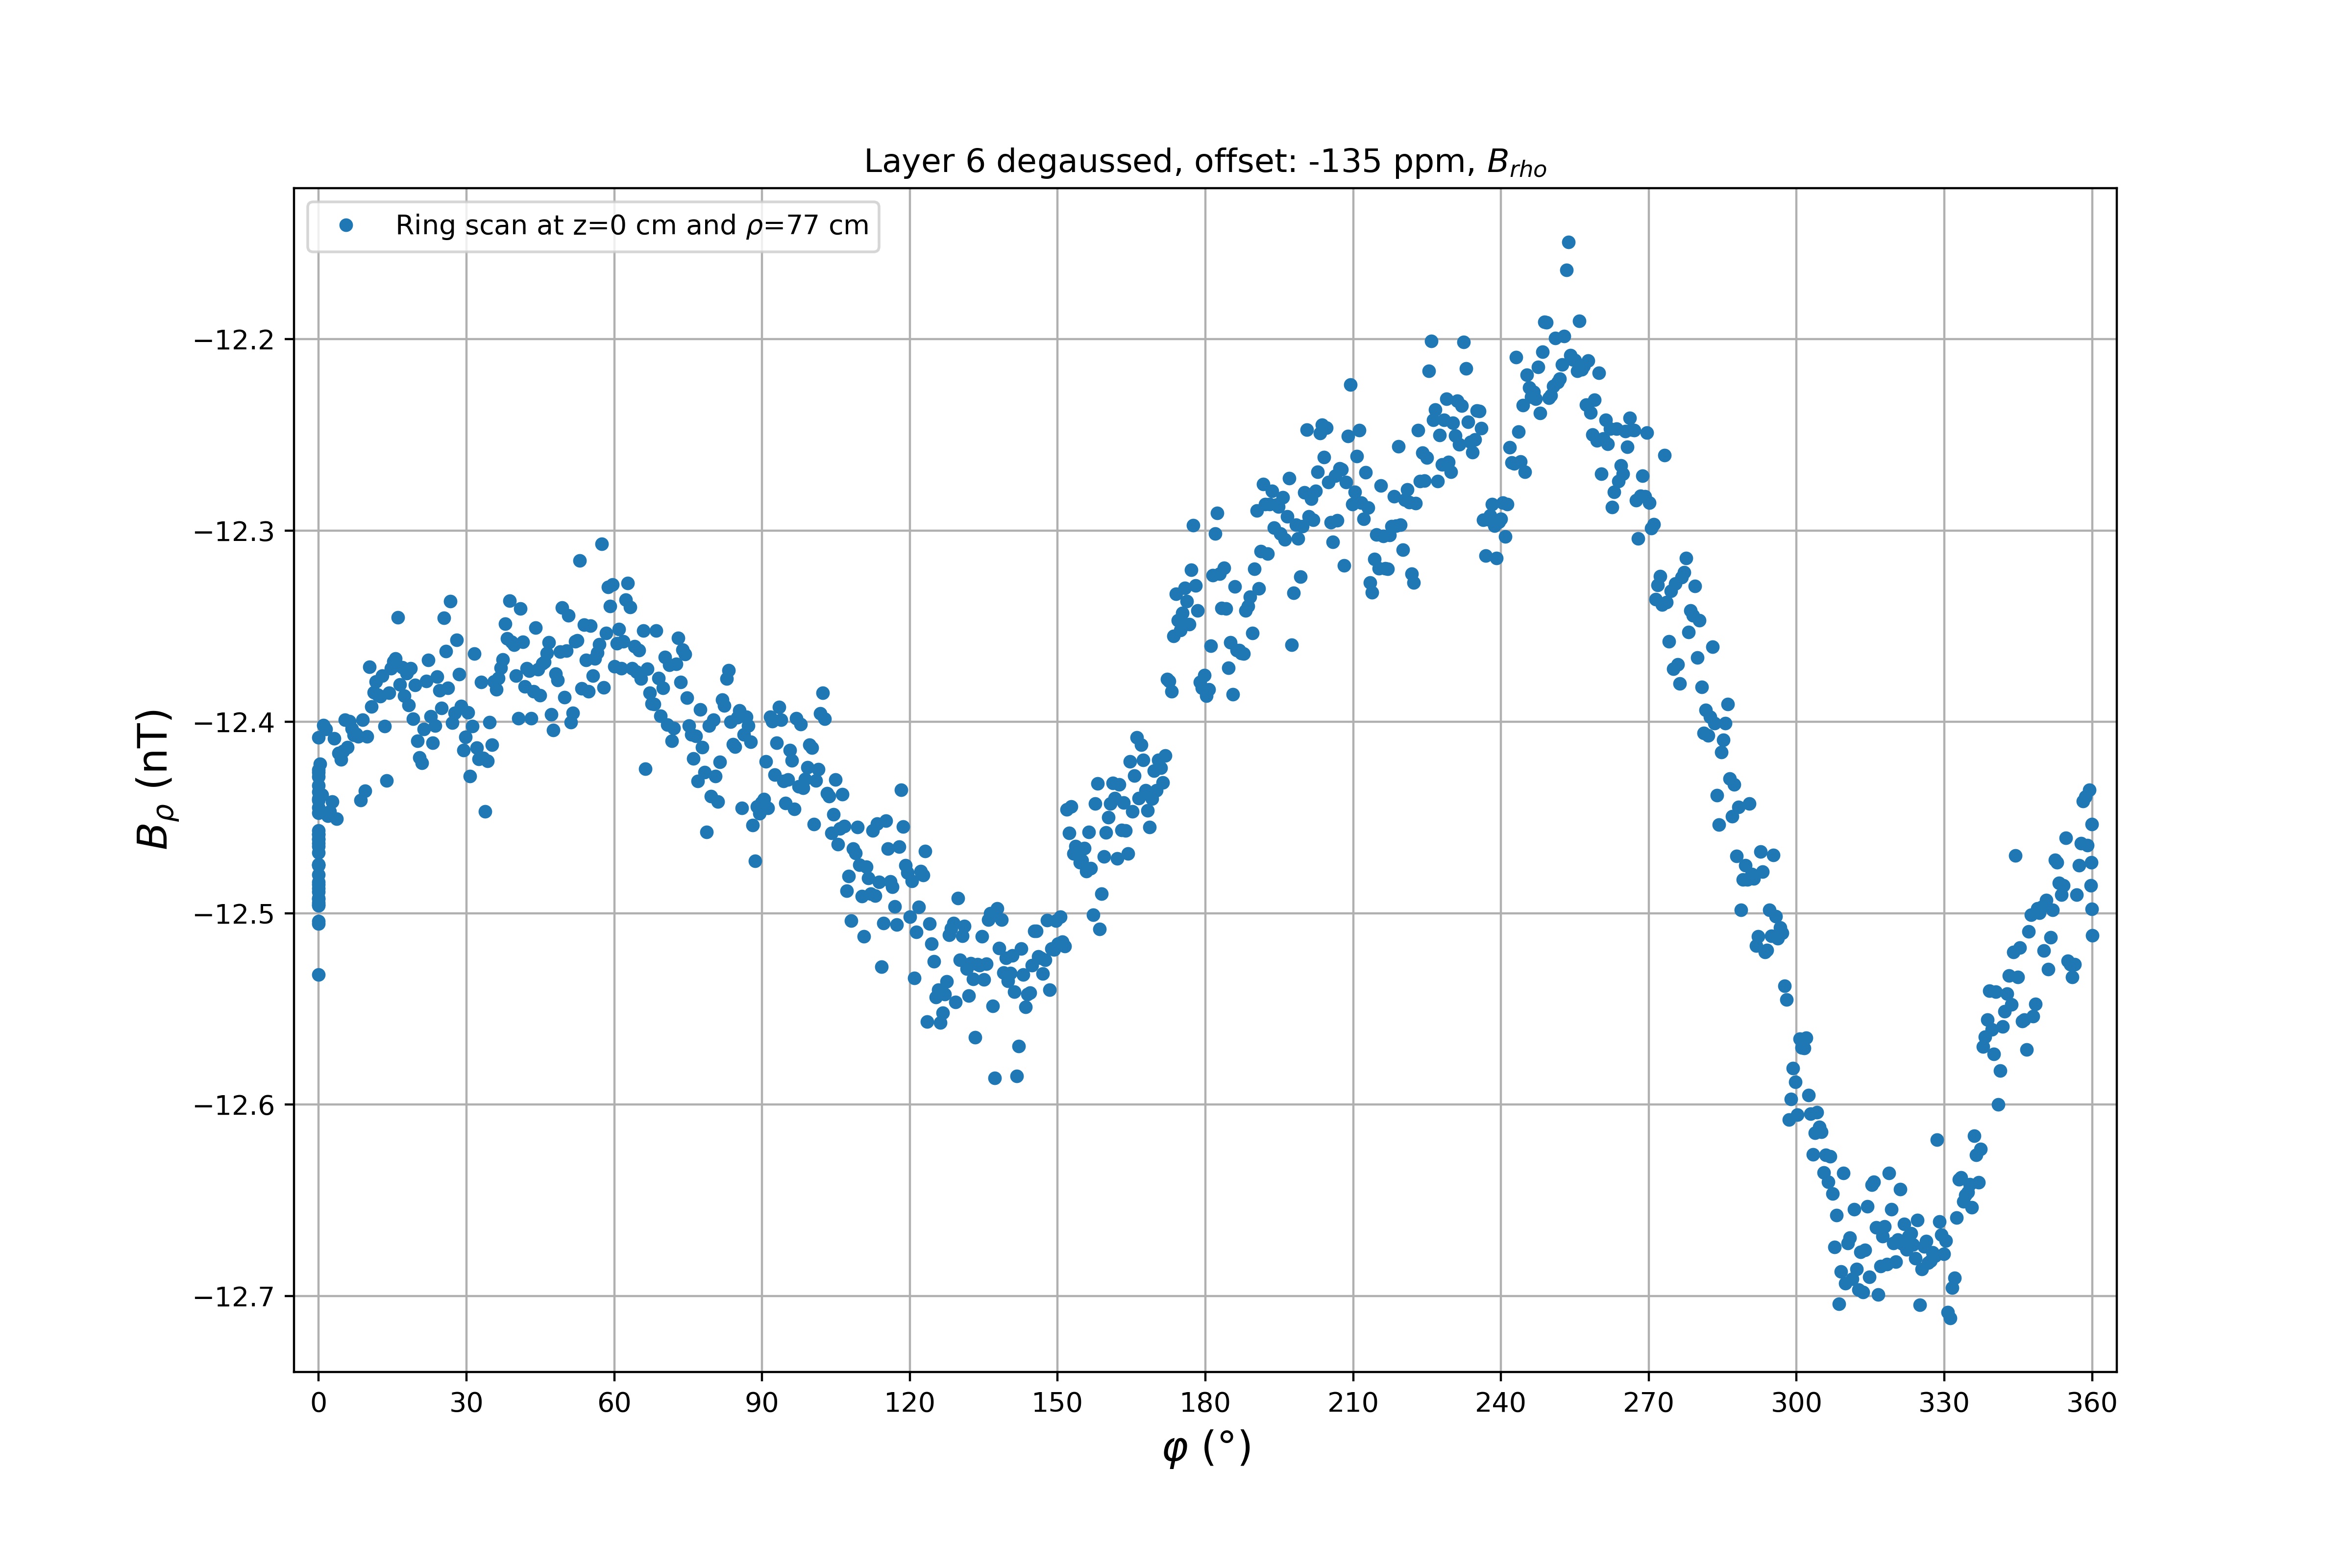 Layer 6 degaussed, offset: -135 ppm, B_rho
Ring scan at z=0 cm and ρ=77 cm
−12.2
−12.3
−12.4
−12.5
−12.6
−12.7
B_ρ (nT)
0 30 60 90 120 150 180 210 240 270 300 330 360
φ (°)